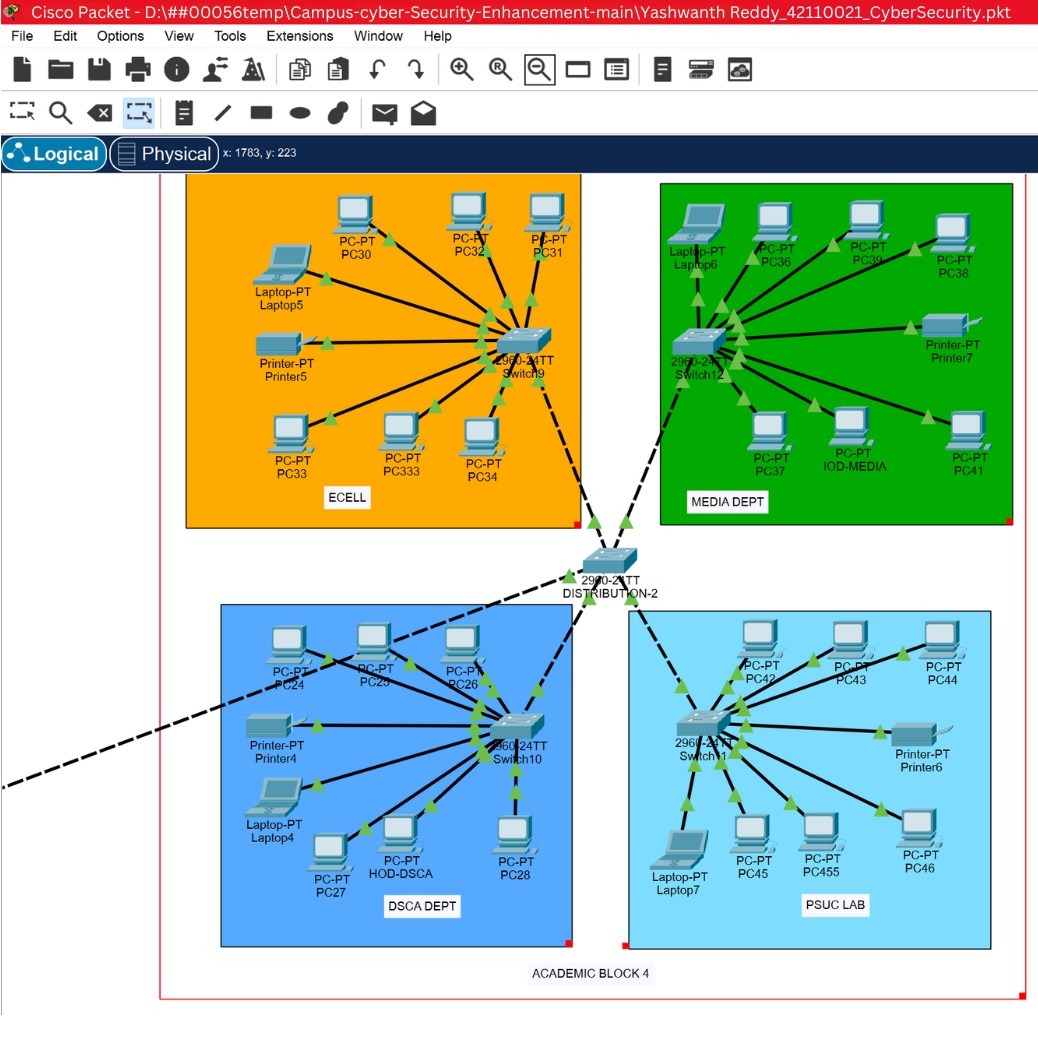 Cisco Packet - D:\##00056temp\Campus-cyber-Security-Enhancement-main\Yashwanth Reddy_42110021_CyberSecurity.pkt
File Edit Options View Tools Extensions Window Help
Logical Physical x: 1783, y: 223
PC-PT
PC30
PC-PT
PC32
PC-PT
PC31
Laptop-PT
Laptop5
Printer-PT
Printer5
2960-24TT
Switch9
PC-PT
PC33
PC-PT
PC333
PC-PT
PC34
ECELL
Laptop-PT
Laptop6
PC-PT
PC36
PC-PT
PC39
PC-PT
PC38
Printer-PT
Printer7
2960-24TT
Switch12
PC-PT
PC37
PC-PT
IOD-MEDIA
PC-PT
PC41
MEDIA DEPT
2960-24TT
DISTRIBUTION-2
PC-PT
PC24
PC-PT
PC25
PC-PT
PC26
Printer-PT
Printer4
2960-24TT
Switch10
Laptop-PT
Laptop4
PC-PT
PC27
PC-PT
HOD-DSCA
PC-PT
PC28
DSCA DEPT
PC-PT
PC42
PC-PT
PC43
PC-PT
PC44
2960-24TT
Switch11
Printer-PT
Printer6
Laptop-PT
Laptop7
PC-PT
PC45
PC-PT
PC455
PC-PT
PC46
PSUC LAB
ACADEMIC BLOCK 4